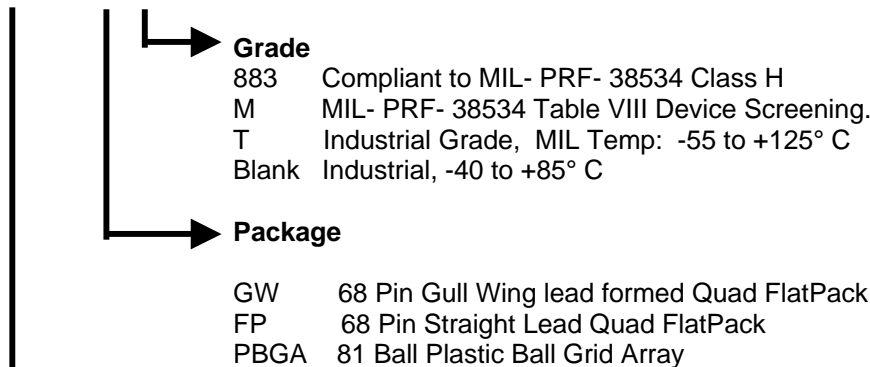 Grade
883 Compliant to MIL- PRF- 38534 Class H
M MIL- PRF- 38534 Table VIII Device Screening.
T Industrial Grade, MIL Temp: -55 to +125° C
Blank Industrial, -40 to +85° C
Package
GW 68 Pin Gull Wing lead formed Quad FlatPack
FP 68 Pin Straight Lead Quad FlatPack
PBGA 81 Ball Plastic Ball Grid Array